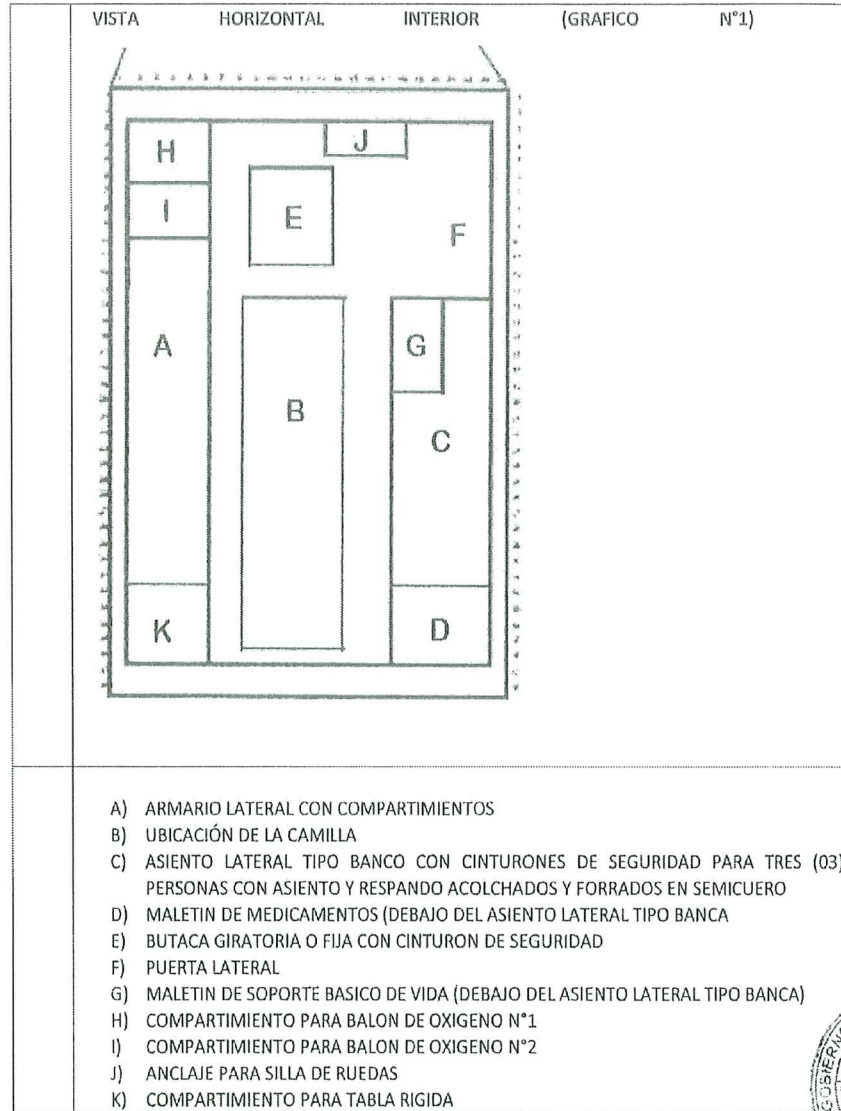 VISTA HORIZONTAL INTERIOR (GRAFICO N°1)
H
J
I
E
F
A
G
B
C
K
D
A) ARMARIO LATERAL CON COMPARTIMIENTOS
B) UBICACIÓN DE LA CAMILLA
C) ASIENTO LATERAL TIPO BANCO CON CINTURONES DE SEGURIDAD PARA TRES (03)
PERSONAS CON ASIENTO Y RESPANDO ACOLCHADOS Y FORRADOS EN SEMICUERO
D) MALETIN DE MEDICAMENTOS (DEBAJO DEL ASIENTO LATERAL TIPO BANCA
E) BUTACA GIRATORIA O FIJA CON CINTURON DE SEGURIDAD
F) PUERTA LATERAL
G) MALETIN DE SOPORTE BASICO DE VIDA (DEBAJO DEL ASIENTO LATERAL TIPO BANCA)
H) COMPARTIMIENTO PARA BALON DE OXIGENO N°1
I) COMPARTIMIENTO PARA BALON DE OXIGENO N°2
J) ANCLAJE PARA SILLA DE RUEDAS
K) COMPARTIMIENTO PARA TABLA RIGIDA